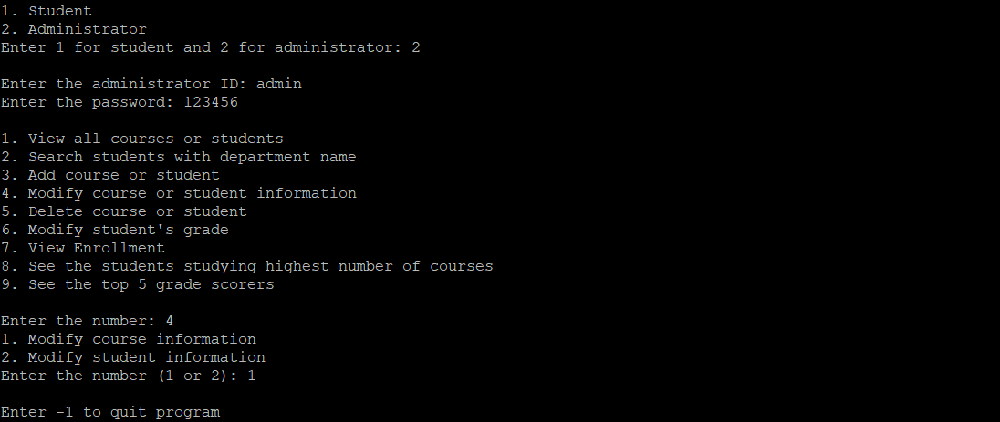 1. Student
2. Administrator
Enter 1 for student and 2 for administrator: 2
Enter the administrator ID: admin
Enter the password: 123456
1. View all courses or students
2. Search students with department name
3. Add course or student
4. Modify course or student information
5. Delete course or student
6. Modify student's grade
7. View Enrollment
8. See the students studying highest number of courses
9. See the top 5 grade scorers
Enter the number: 4
1. Modify course information
2. Modify student information
Enter the number (1 or 2): 1
Enter -1 to quit program